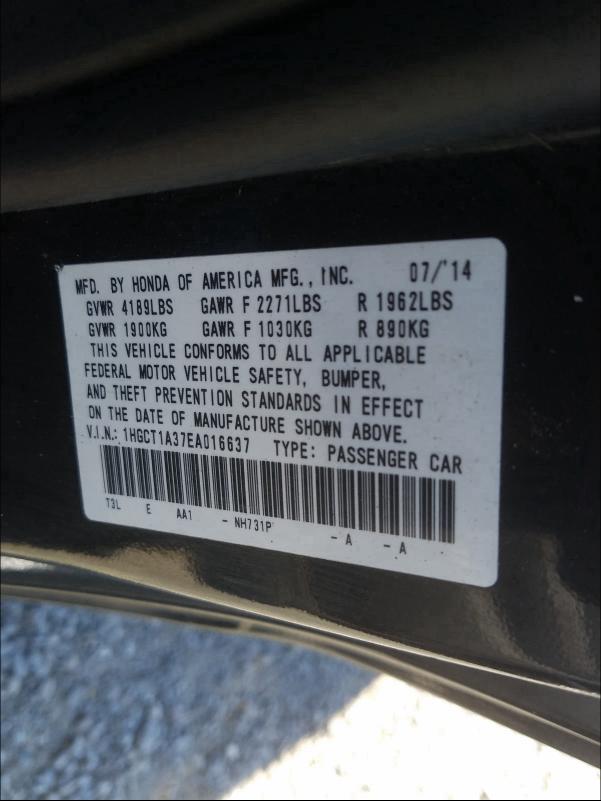 MFD. BY HONDA OF AMERICA MFG., INC. 07/'14
GVWR 4189LBS GAWR F 2271LBS R 1962LBS
GVWR 1900KG GAWR F 1030KG R 890KG
THIS VEHICLE CONFORMS TO ALL APPLICABLE
FEDERAL MOTOR VEHICLE SAFETY, BUMPER,
AND THEFT PREVENTION STANDARDS IN EFFECT
ON THE DATE OF MANUFACTURE SHOWN ABOVE.
V.I.N.: 1HGCT1A37EA016637 TYPE: PASSENGER CAR
T3L E AA1 - NH731P - A - A